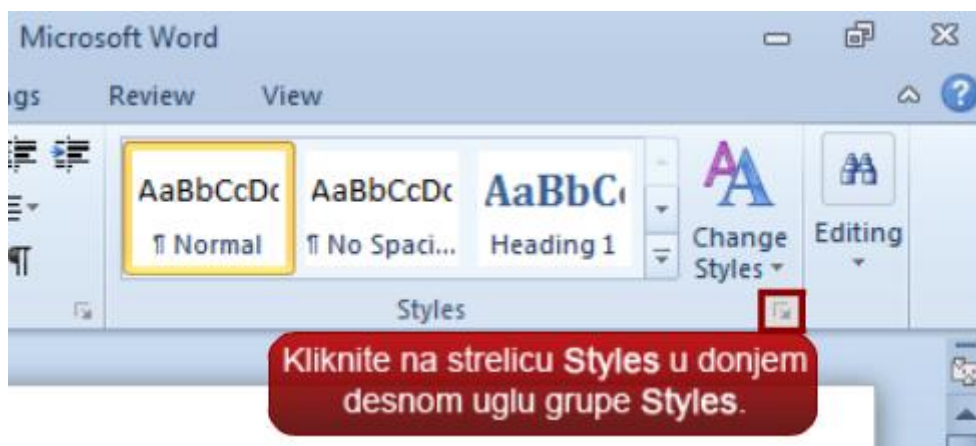 Microsoft Word
ngs Review View
AaBbCcDc AaBbCcDc AaBbC
¶ Normal ¶ No Spaci... Heading 1
Change
Styles
Editing
Styles
Kliknite na strelicu Styles u donjem
desnom uglu grupe Styles.